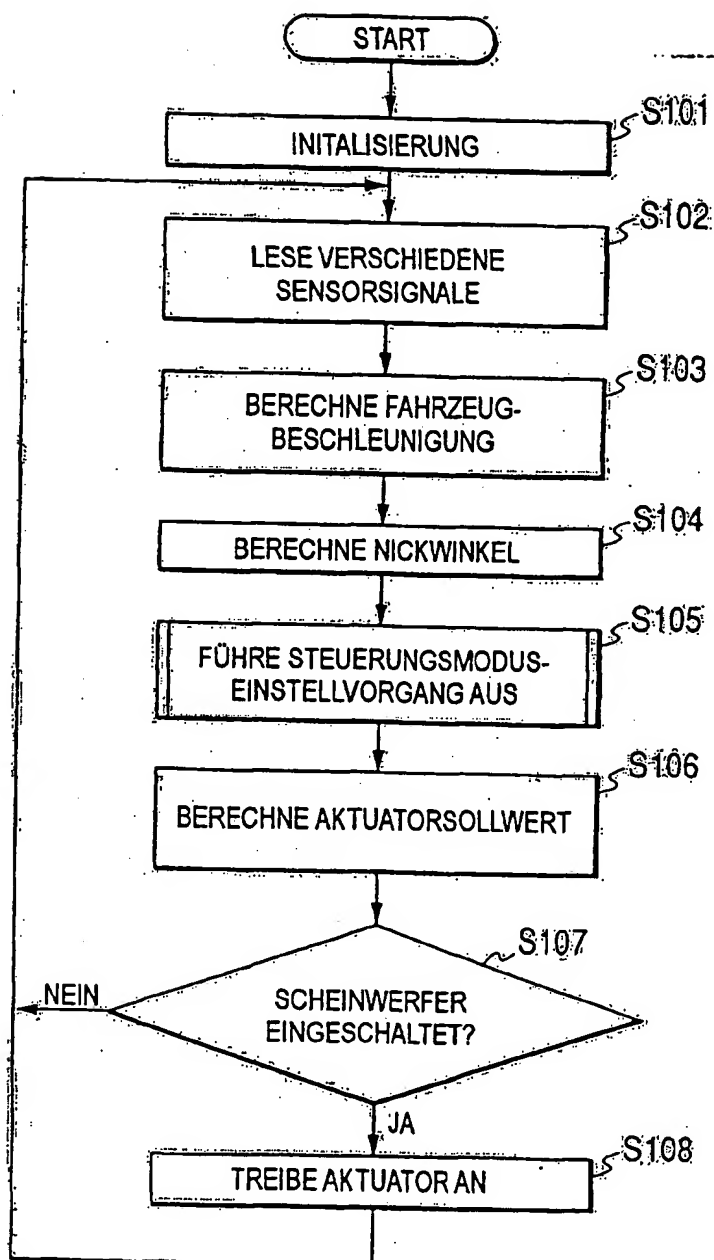 START
INITALISIERUNG
S101
LESE VERSCHIEDENE
SENSORSIGNALE
S102
BERECHNE FAHRZEUG-
BESCHLEUNIGUNG
S103
BERECHNE NICKWINKEL
S104
FÜHRE STEUERUNGSMODUS-
EINSTELLVORGANG AUS
S105
BERECHNE AKTUATORSOLLWERT
S106
SCHEINWERFER
EINGESCHALTET?
S107
NEIN
JA
TREIBE AKTUATOR AN
S108